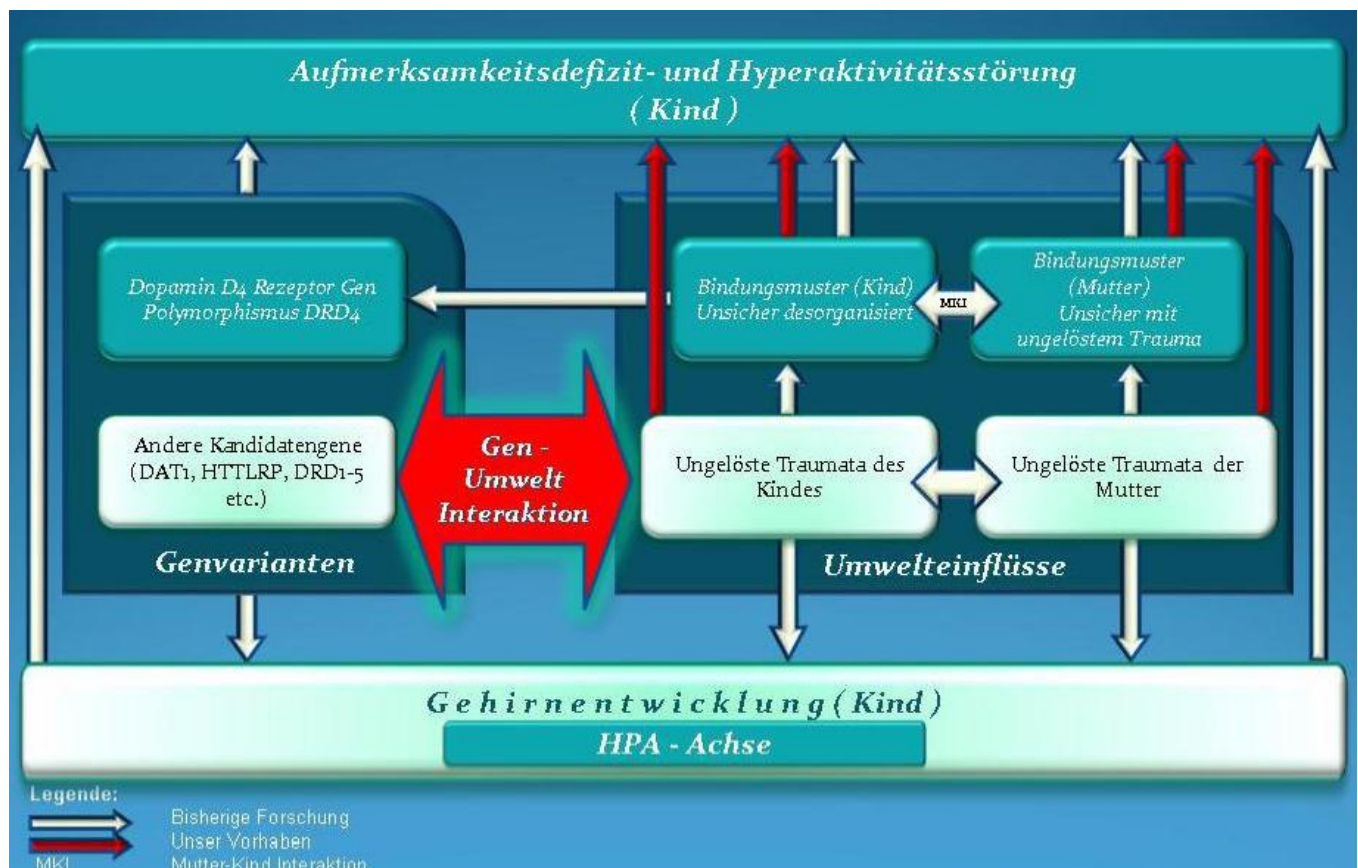 Aufmerksamkeitsdefizit- und Hyperaktivitätsstörung
( Kind )
Dopamin D4 Rezeptor Gen
Polymorphismus DRD4
Bindungsmuster (Kind)
Unsicher desorganisiert
MKI
Bindungsmuster
(Mutter)
Unsicher mit
ungelöstem Trauma
Andere Kandidatengene
(DAT1, HTTLRP, DRD1-5
etc.)
Gen -
Umwelt
Interaktion
Ungelöste Traumata des
Kindes
Ungelöste Traumata der
Mutter
Genvarianten
Umwelteinflüsse
Gehirnentwicklung (Kind)
HPA - Achse
Legende:
Bisherige Forschung
Unser Vorhaben
MKI Mutter-Kind Interaktion